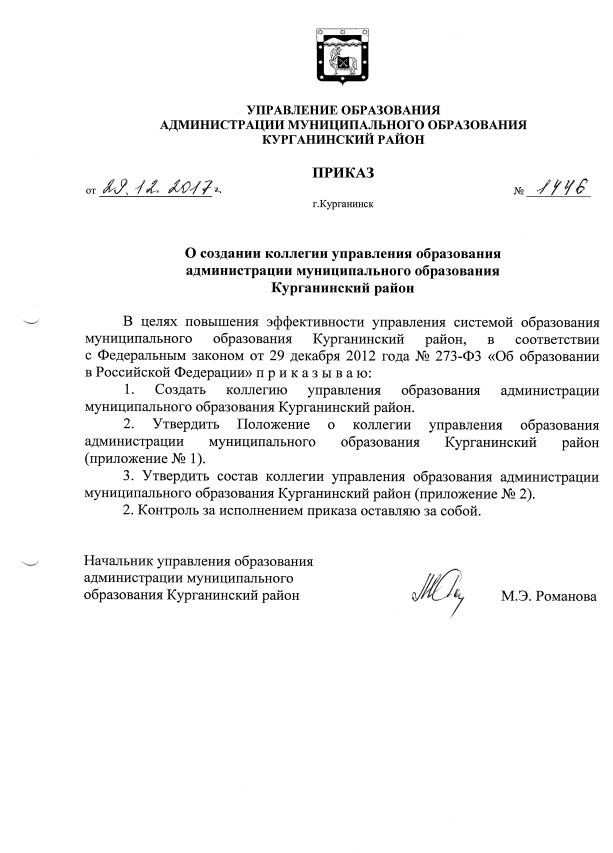 УПРАВЛЕНИЕ ОБРАЗОВАНИЯ
АДМИНИСТРАЦИИ МУНИЦИПАЛЬНОГО ОБРАЗОВАНИЯ
КУРГАНИНСКИЙ РАЙОН
ПРИКАЗ
от 29.12.2017 г. № 1446
г.Курганинск
О создании коллегии управления образования
администрации муниципального образования
Курганинский район
В целях повышения эффективности управления системой образования
муниципального образования Курганинский район, в соответствии
с Федеральным законом от 29 декабря 2012 года № 273-ФЗ «Об образовании
в Российской Федерации» п р и к а з ы в а ю:
1. Создать коллегию управления образования администрации
муниципального образования Курганинский район.
2. Утвердить Положение о коллегии управления образования
администрации муниципального образования Курганинский район
(приложение № 1).
3. Утвердить состав коллегии управления образования администрации
муниципального образования Курганинский район (приложение № 2).
2. Контроль за исполнением приказа оставляю за собой.
Начальник управления образования
администрации муниципального
образования Курганинский район М.Э. Романова